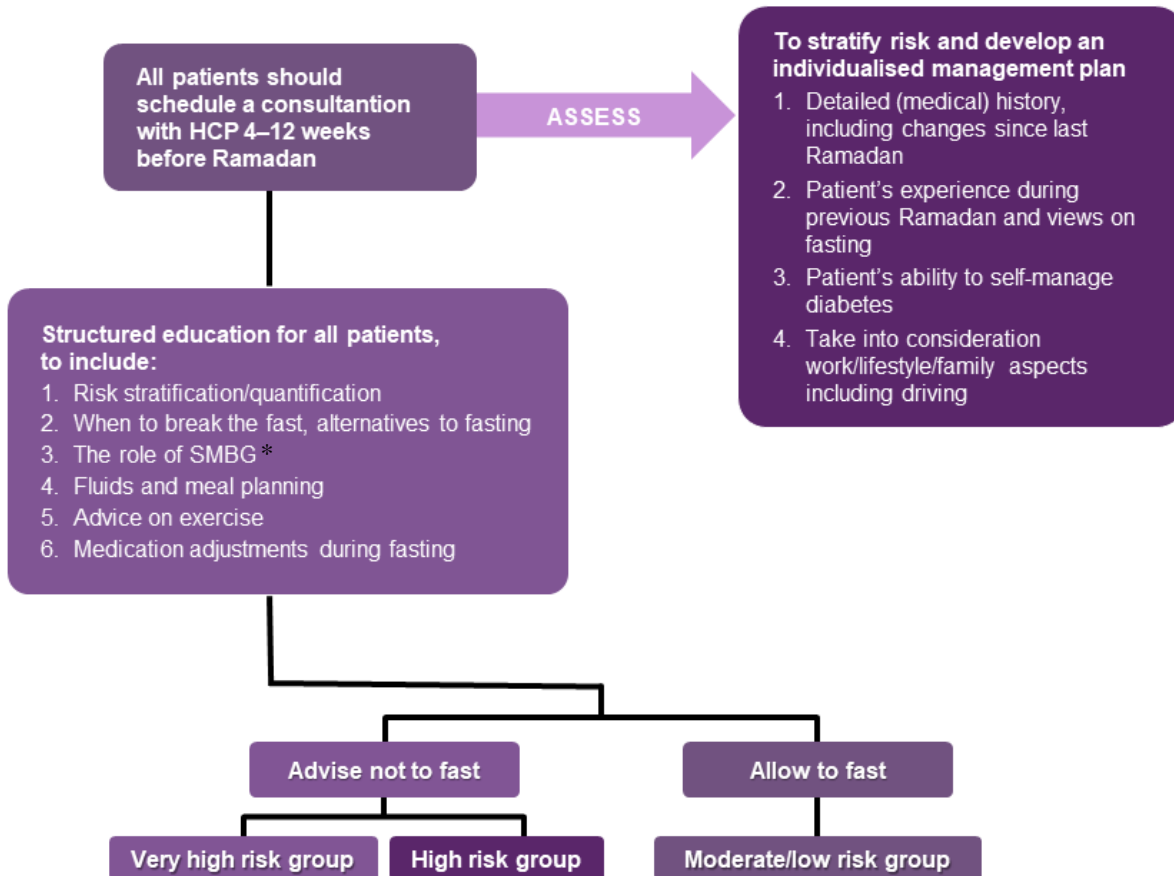 All patients should
schedule a consultantion
with HCP 4–12 weeks
before Ramadan
ASSESS
To stratify risk and develop an
individualised management plan
1. Detailed (medical) history,
including changes since last
Ramadan
2. Patient's experience during
previous Ramadan and views on
fasting
3. Patient's ability to self-manage
diabetes
4. Take into consideration
work/lifestyle/family aspects
including driving
Structured education for all patients,
to include:
1. Risk stratification/quantification
2. When to break the fast, alternatives to fasting
3. The role of SMBG *
4. Fluids and meal planning
5. Advice on exercise
6. Medication adjustments during fasting
Advise not to fast
Allow to fast
Very high risk group
High risk group
Moderate/low risk group